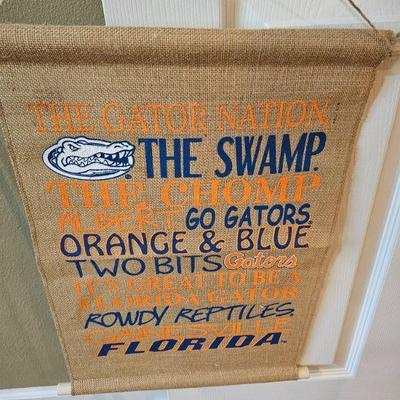 THE GATOR NATION
THE SWAMP.
THE CHOMP
ALBERT GO GATORS.
ORANGE & BLUE
TWO BITS Gators
IT'S GREAT TO BE A
FLORIDA GATOR
ROWDY REPTILES.
GAINESVILLE
FLORIDA™